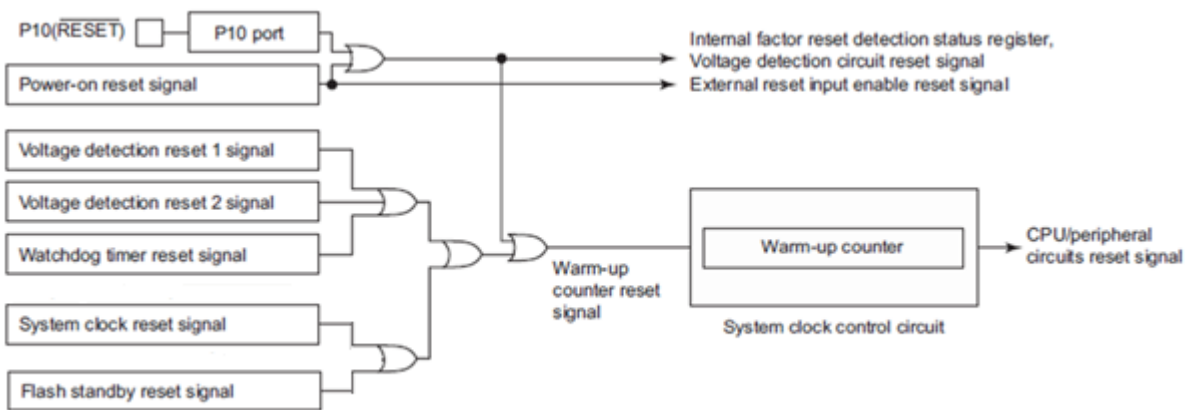 P10(RESET)
P10 port
Power-on reset signal
Internal factor reset detection status register,
Voltage detection circuit reset signal
External reset input enable reset signal
Voltage detection reset 1 signal
Voltage detection reset 2 signal
Watchdog timer reset signal
System clock reset signal
Flash standby reset signal
Warm-up
counter reset
signal
Warm-up counter
System clock control circuit
CPU/peripheral
circuits reset signal